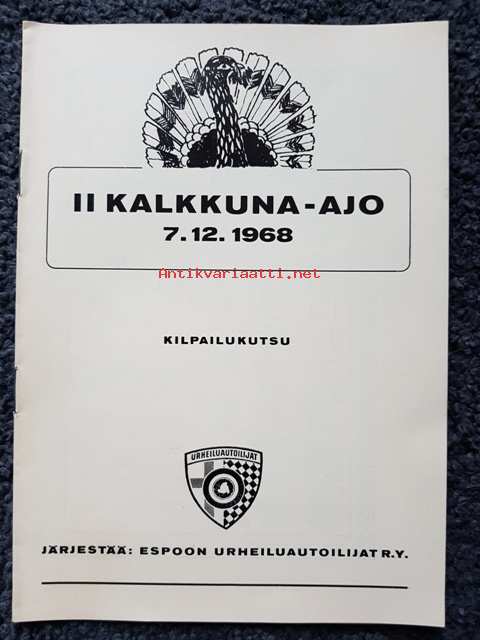 II KALKKUNA-AJO
7.12.1968
Antikvariaatti.net
KILPAILUKUTSU
URHEILUAUTOILIJAT
JÄRJESTÄÄ: ESPOON URHEILUAUTOILIJAT R.Y.